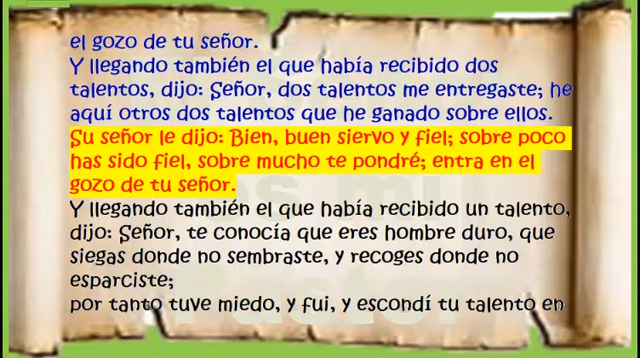 el gozo de tu señor.
Y llegando también el que había recibido dos
talentos, dijo: Señor, dos talentos me entregaste; he
aquí otros dos talentos que he ganado sobre ellos.
Su señor le dijo: Bien, buen siervo y fiel; sobre poco
has sido fiel, sobre mucho te pondré; entra en el
gozo de tu señor.
Y llegando también el que había recibido un talento,
dijo: Señor, te conocía que eres hombre duro, que
siegas donde no sembraste, y recoges donde no
esparciste;
por tanto tuve miedo, y fui, y escondí tu talento en